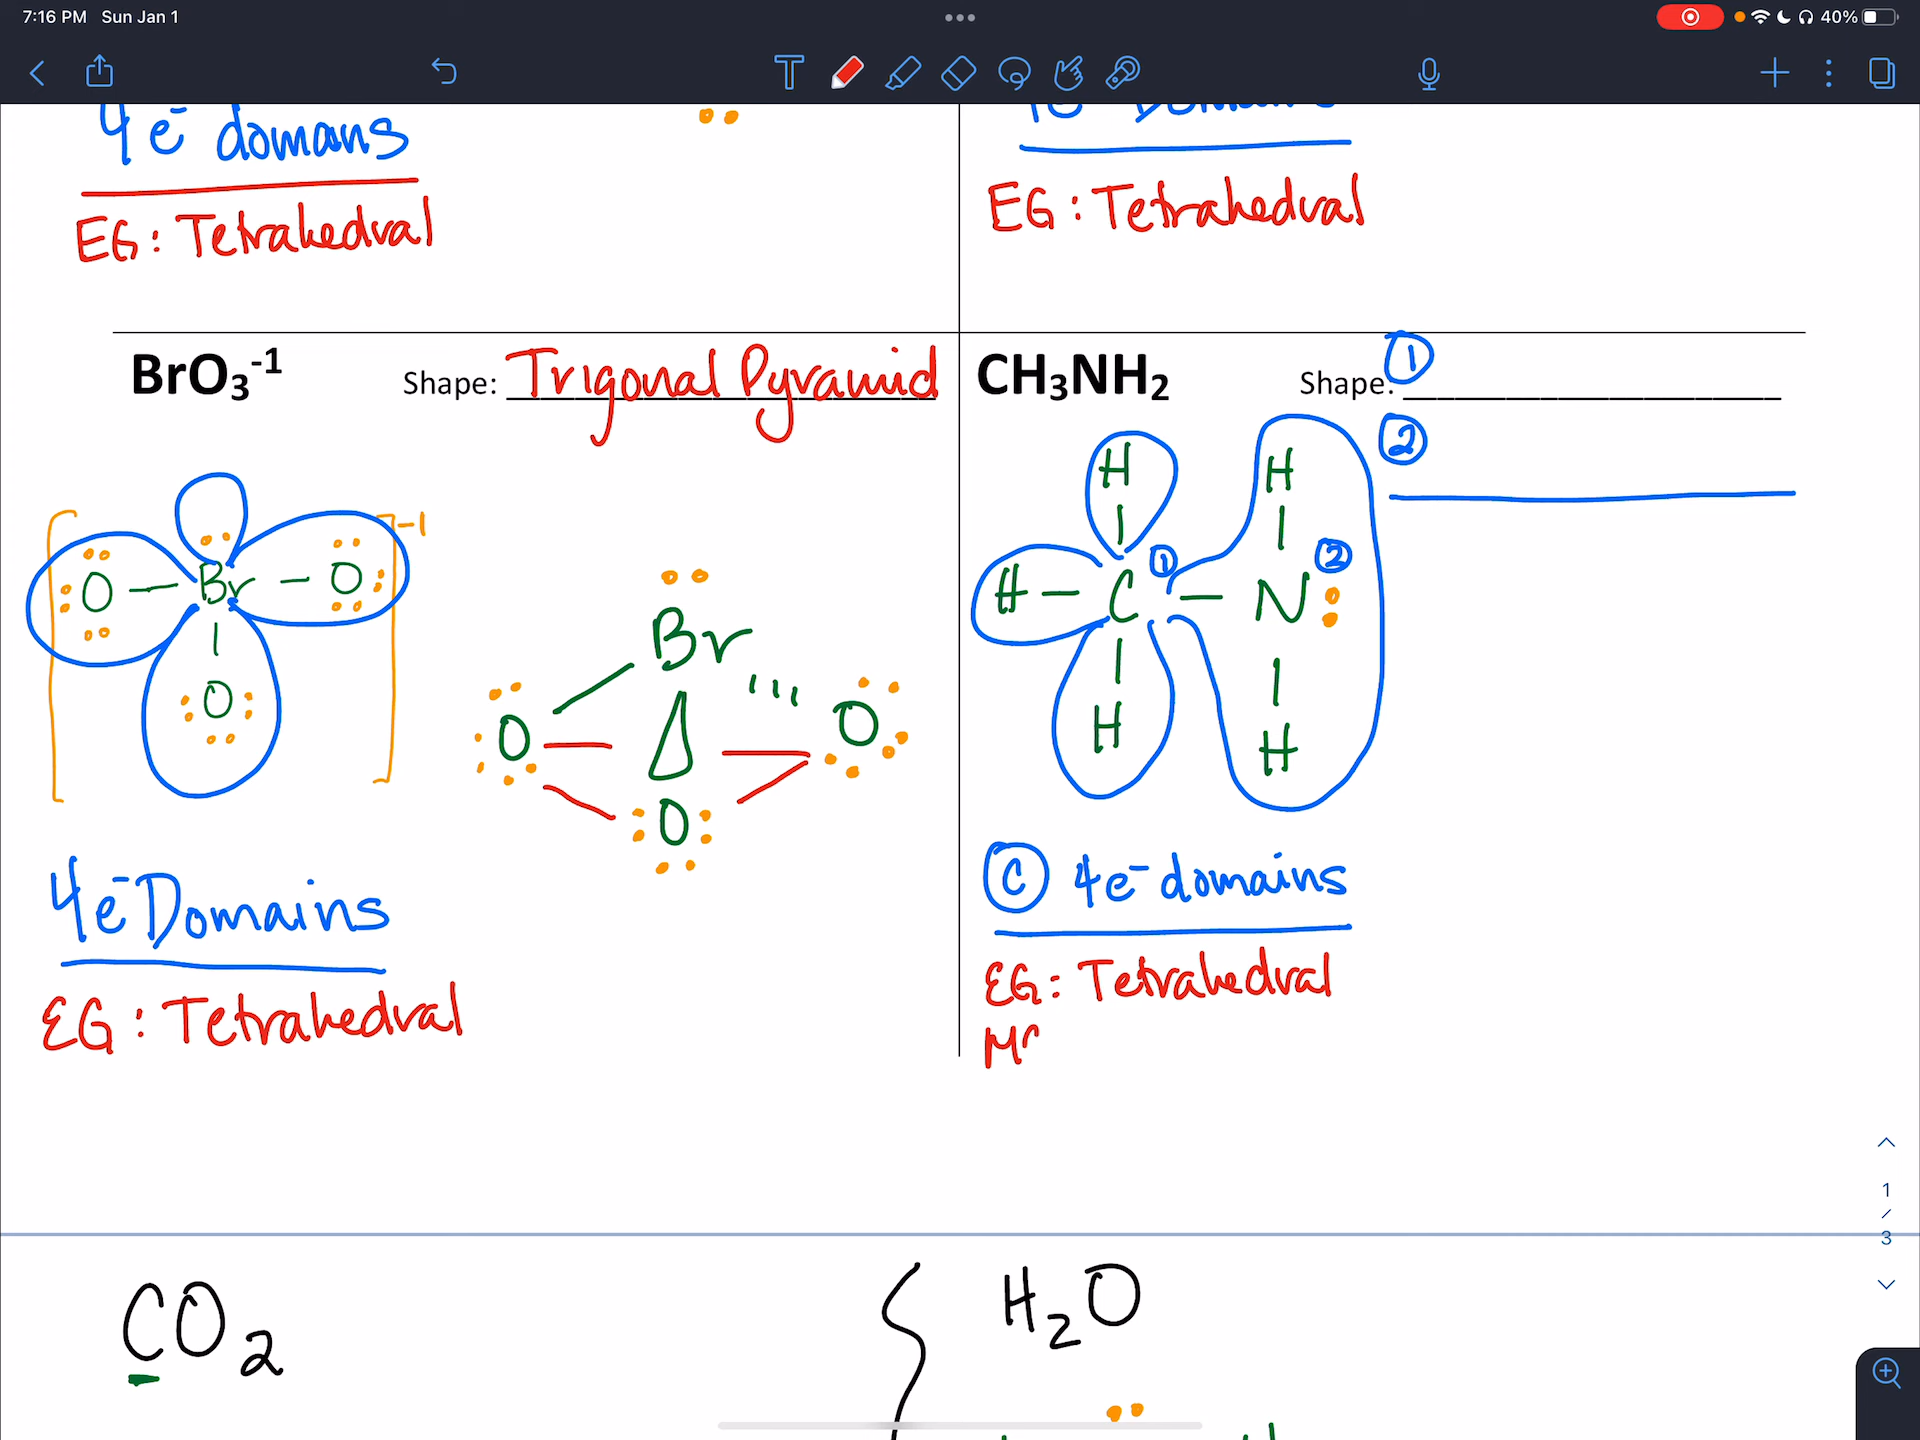 7:16 PM Sun Jan 1
40%
4e⁻ domans
EG: Tetrahedral
EG: Tetrahedral
BrO₃⁻¹ Shape: Trigonal Pyramid
CH₃NH₂ Shape: ①
②
O — Br — O
|
O
-1
Br
O O
O
4e⁻ Domains
EG: Tetrahedral
H H
| |
H — C ① — N ②
| |
H H
Ⓒ 4e⁻ domains
EG: Tetrahedral
1
/
3
CO₂
H₂O